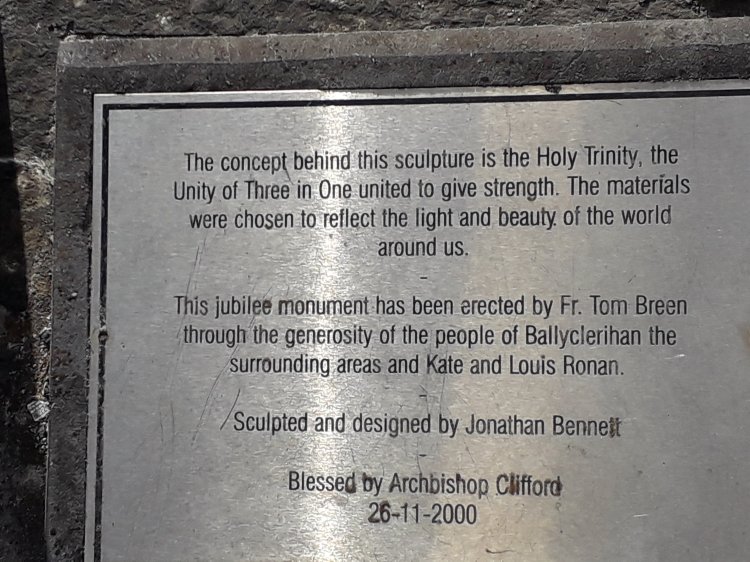 The concept behind this sculpture is the Holy Trinity, the
Unity of Three in One united to give strength. The materials
were chosen to reflect the light and beauty of the world
around us.
-
This jubilee monument has been erected by Fr. Tom Breen
through the generosity of the people of Ballyclerihan the
surrounding areas and Kate and Louis Ronan.
-
Sculpted and designed by Jonathan Bennett
-
Blessed by Archbishop Clifford
26-11-2000